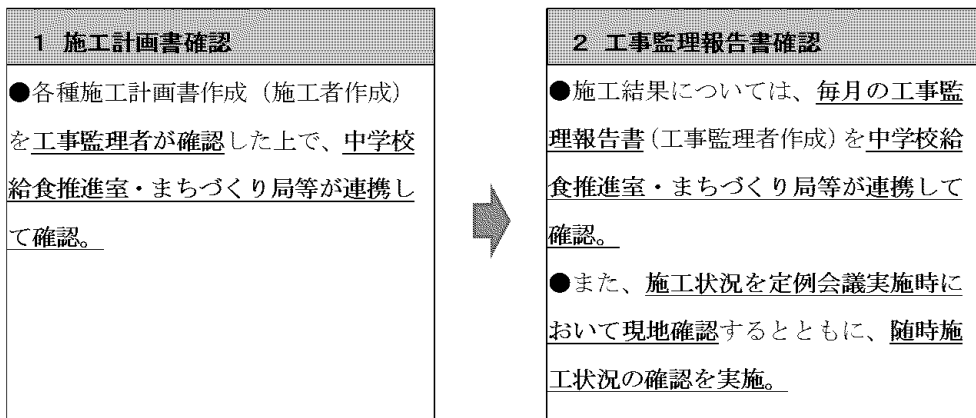 1 施工計画書確認
●各種施工計画書作成（施工者作成）
を工事監理者が確認した上で、中学校
給食推進室・まちづくり局等が連携し
て確認。
2 工事監理報告書確認
●施工結果については、毎月の工事監
理報告書（工事監理者作成）を中学校給
食推進室・まちづくり局等が連携して
確認。
●また、施工状況を定例会議実施時に
おいて現地確認するとともに、随時施
工状況の確認を実施。